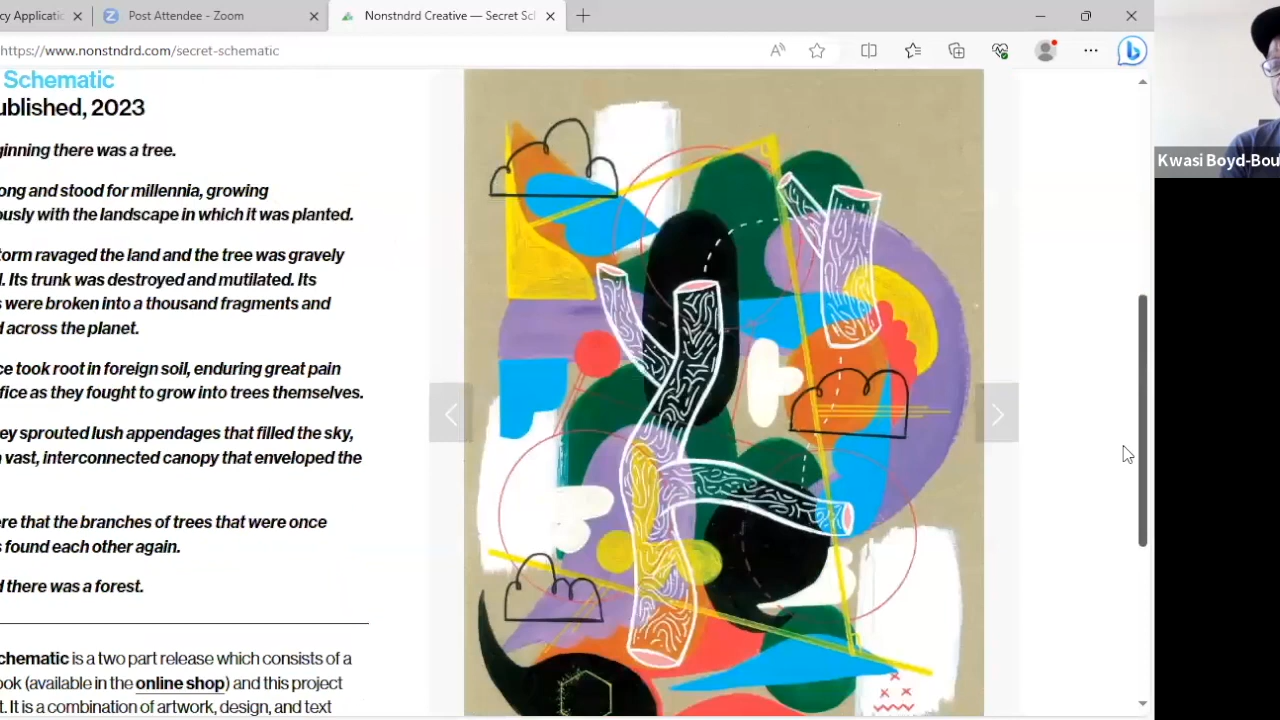 cy Applicatic
Post Attendee - Zoom
Nonstndrd Creative — Secret Scl
https://www.nonstndrd.com/secret-schematic
Schematic
ublished, 2023
ginning there was a tree.
ong and stood for millennia, growing
ously with the landscape in which it was planted.
torm ravaged the land and the tree was gravely
. Its trunk was destroyed and mutilated. Its
s were broken into a thousand fragments and
d across the planet.
ce took root in foreign soil, enduring great pain
fice as they fought to grow into trees themselves.
ey sprouted lush appendages that filled the sky,
vast, interconnected canopy that enveloped the
ere that the branches of trees that were once
s found each other again.
d there was a forest.
chematic is a two part release which consists of a
ook (available in the online shop) and this project
t. It is a combination of artwork, design, and text
Kwasi Boyd-Bou